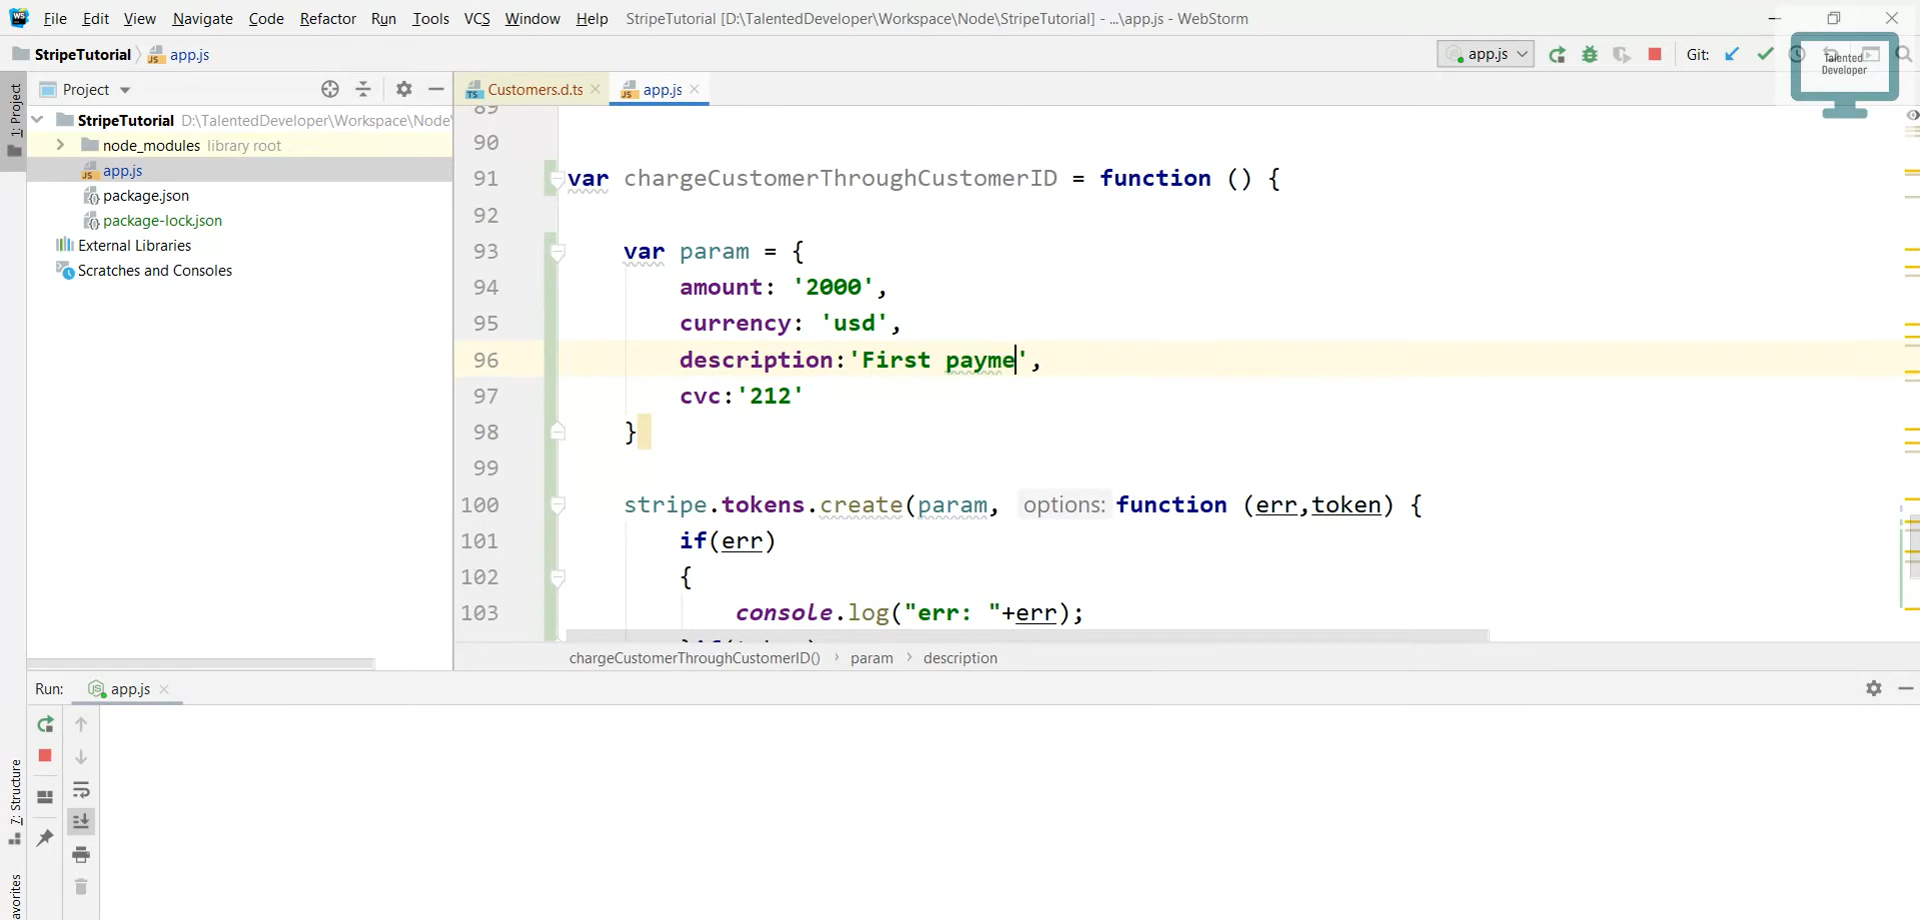 File Edit View Navigate Code Refactor Run Tools VCS Window Help StripeTutorial [D:\TalentedDeveloper\Workspace\Node\StripeTutorial] - ...\app.js - WebStorm
StripeTutorial app.js
app.js Git:
Talented
Developer
1: Project
Project
StripeTutorial D:\TalentedDeveloper\Workspace\Node\
node_modules library root
app.js
package.json
package-lock.json
External Libraries
Scratches and Consoles
Customers.d.ts app.js
89
90
91 var chargeCustomerThroughCustomerID = function () {
92
93 var param = {
94 amount: '2000',
95 currency: 'usd',
96 description:'First payme',
97 cvc:'212'
98 }
99
100 stripe.tokens.create(param, options: function (err,token) {
101 if(err)
102 {
103 console.log("err: "+err);
chargeCustomerThroughCustomerID() › param › description
Run: app.js
7: Structure
avorites